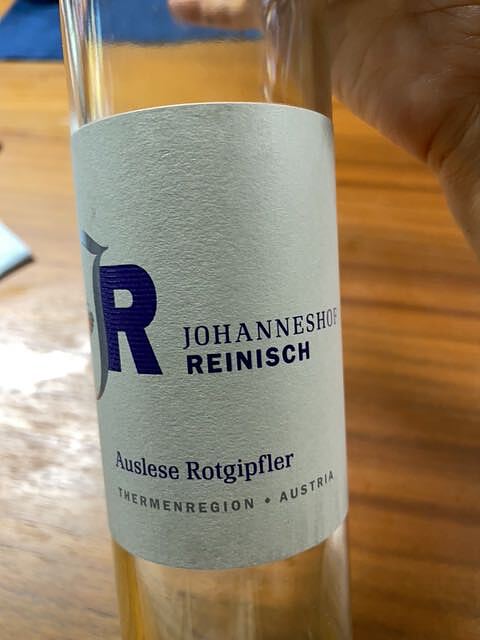 JR
JOHANNESHOF
REINISCH
Auslese Rotgipfler
THERMENREGION • AUSTRIA